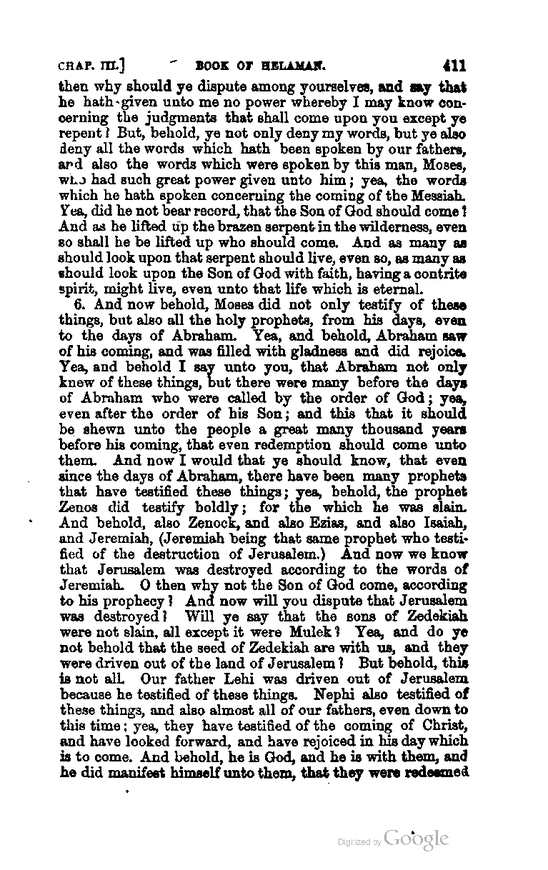 CHAP. III.] BOOK OF HELAMAN. 411
then why should ye dispute among yourselves, and say that
he hath given unto me no power whereby I may know con-
cerning the judgments that shall come upon you except ye
repent? But, behold, ye not only deny my words, but ye also
deny all the words which hath been spoken by our fathers,
and also the words which were spoken by this man, Moses,
who had such great power given unto him; yea, the words
which he hath spoken concerning the coming of the Messiah.
Yea, did he not bear record, that the Son of God should come?
And as he lifted up the brazen serpent in the wilderness, even
so shall he be lifted up who should come. And as many as
should look upon that serpent should live, even so, as many as
should look upon the Son of God with faith, having a contrite
spirit, might live, even unto that life which is eternal.
6. And now behold, Moses did not only testify of these
things, but also all the holy prophets, from his days, even
to the days of Abraham. Yea, and behold, Abraham saw
of his coming, and was filled with gladness and did rejoice.
Yea, and behold I say unto you, that Abraham not only
knew of these things, but there were many before the days
of Abraham who were called by the order of God; yea,
even after the order of his Son; and this that it should
be shewn unto the people a great many thousand years
before his coming, that even redemption should come unto
them. And now I would that ye should know, that even
since the days of Abraham, there have been many prophets
that have testified these things; yea, behold, the prophet
Zenos did testify boldly; for the which he was slain.
And behold, also Zenock, and also Ezias, and also Isaiah,
and Jeremiah, (Jeremiah being that same prophet who testi-
fied of the destruction of Jerusalem.) And now we know
that Jerusalem was destroyed according to the words of
Jeremiah. O then why not the Son of God come, according
to his prophecy? And now will you dispute that Jerusalem
was destroyed? Will ye say that the sons of Zedekiah
were not slain, all except it were Mulek? Yea, and do ye
not behold that the seed of Zedekiah are with us, and they
were driven out of the land of Jerusalem? But behold, this
is not all. Our father Lehi was driven out of Jerusalem
because he testified of these things. Nephi also testified of
these things, and also almost all of our fathers, even down to
this time; yea, they have testified of the coming of Christ,
and have looked forward, and have rejoiced in his day which
is to come. And behold, he is God, and he is with them, and
he did manifest himself unto them, that they were redeemed
Digitized by Google